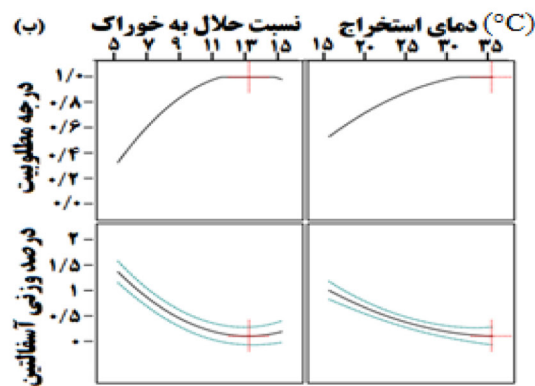 (ب) نسبت حلال به خوراک
دمای استخراج (°C)
۵ ۷ ۹ ۱۱ ۱۳ ۱۵
۱۵ ۲۰ ۲۵ ۳۰ ۳۵
درجه مطلوبیت
۱/۰
۰/۸
۰/۶
۰/۴
۰/۲
۰/۰
درصد وزنی آسفالتین
۲
۱/۵
۱
۰/۵
۰